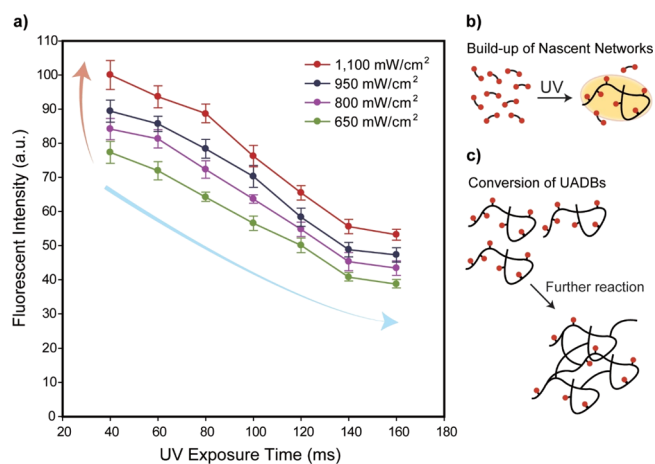 a)
110
100
90
80
70
60
50
40
30
20
10
0
20
40
60
80
100
120
140
160
180
Fluorescent Intensity (a.u.)
UV Exposure Time (ms)
1,100 mW/cm²
950 mW/cm²
800 mW/cm²
650 mW/cm²
b)
Build-up of Nascent Networks
UV
c)
Conversion of UADBs
Further reaction